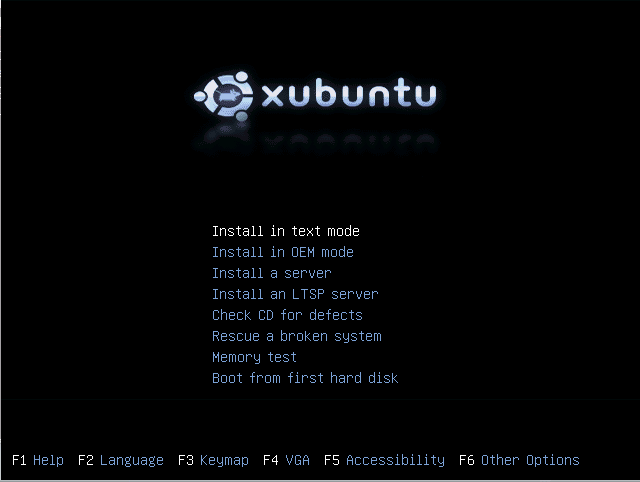 xubuntu
Install in text mode
Install in OEM mode
Install a server
Install an LTSP server
Check CD for defects
Rescue a broken system
Memory test
Boot from first hard disk
F1 Help F2 Language F3 Keymap F4 VGA F5 Accessibility F6 Other Options